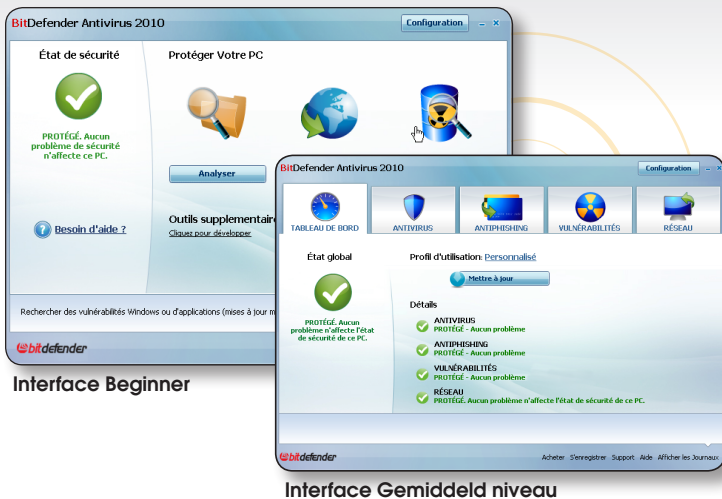 BitDefender Antivirus 2010
Configuration
État de sécurité
Protéger Votre PC
PROTÉGÉ. Aucun
problème de sécurité
n'affecte ce PC.
Analyser
Besoin d'aide ?
Outils supplementair
Cliquez pour développer
Rechercher des vulnérabilités Windows ou d'applications (mises à jour m
bitdefender
Interface Beginner
BitDefender Antivirus 2010
Configuration
TABLEAU DE BORD
ANTIVIRUS
ANTIPHISHING
VULNÉRABILITÉS
RÉSEAU
État global
Profil d'utilisation: Personnalisé
Mettre à jour
PROTÉGÉ. Aucun
problème n'affecte l'état
de sécurité de ce PC.
Détails
ANTIVIRUS
PROTÉGÉ - Aucun problème
ANTIPHISHING
PROTÉGÉ - Aucun problème
VULNÉRABILITÉS
PROTÉGÉ - Aucun problème
RÉSEAU
PROTÉGÉ. Aucun problème n'affecte l'état de sécurité de ce PC.
bitdefender
Acheter S'enregistrer Support Aide Afficher les Journaux
Interface Gemiddeld niveau